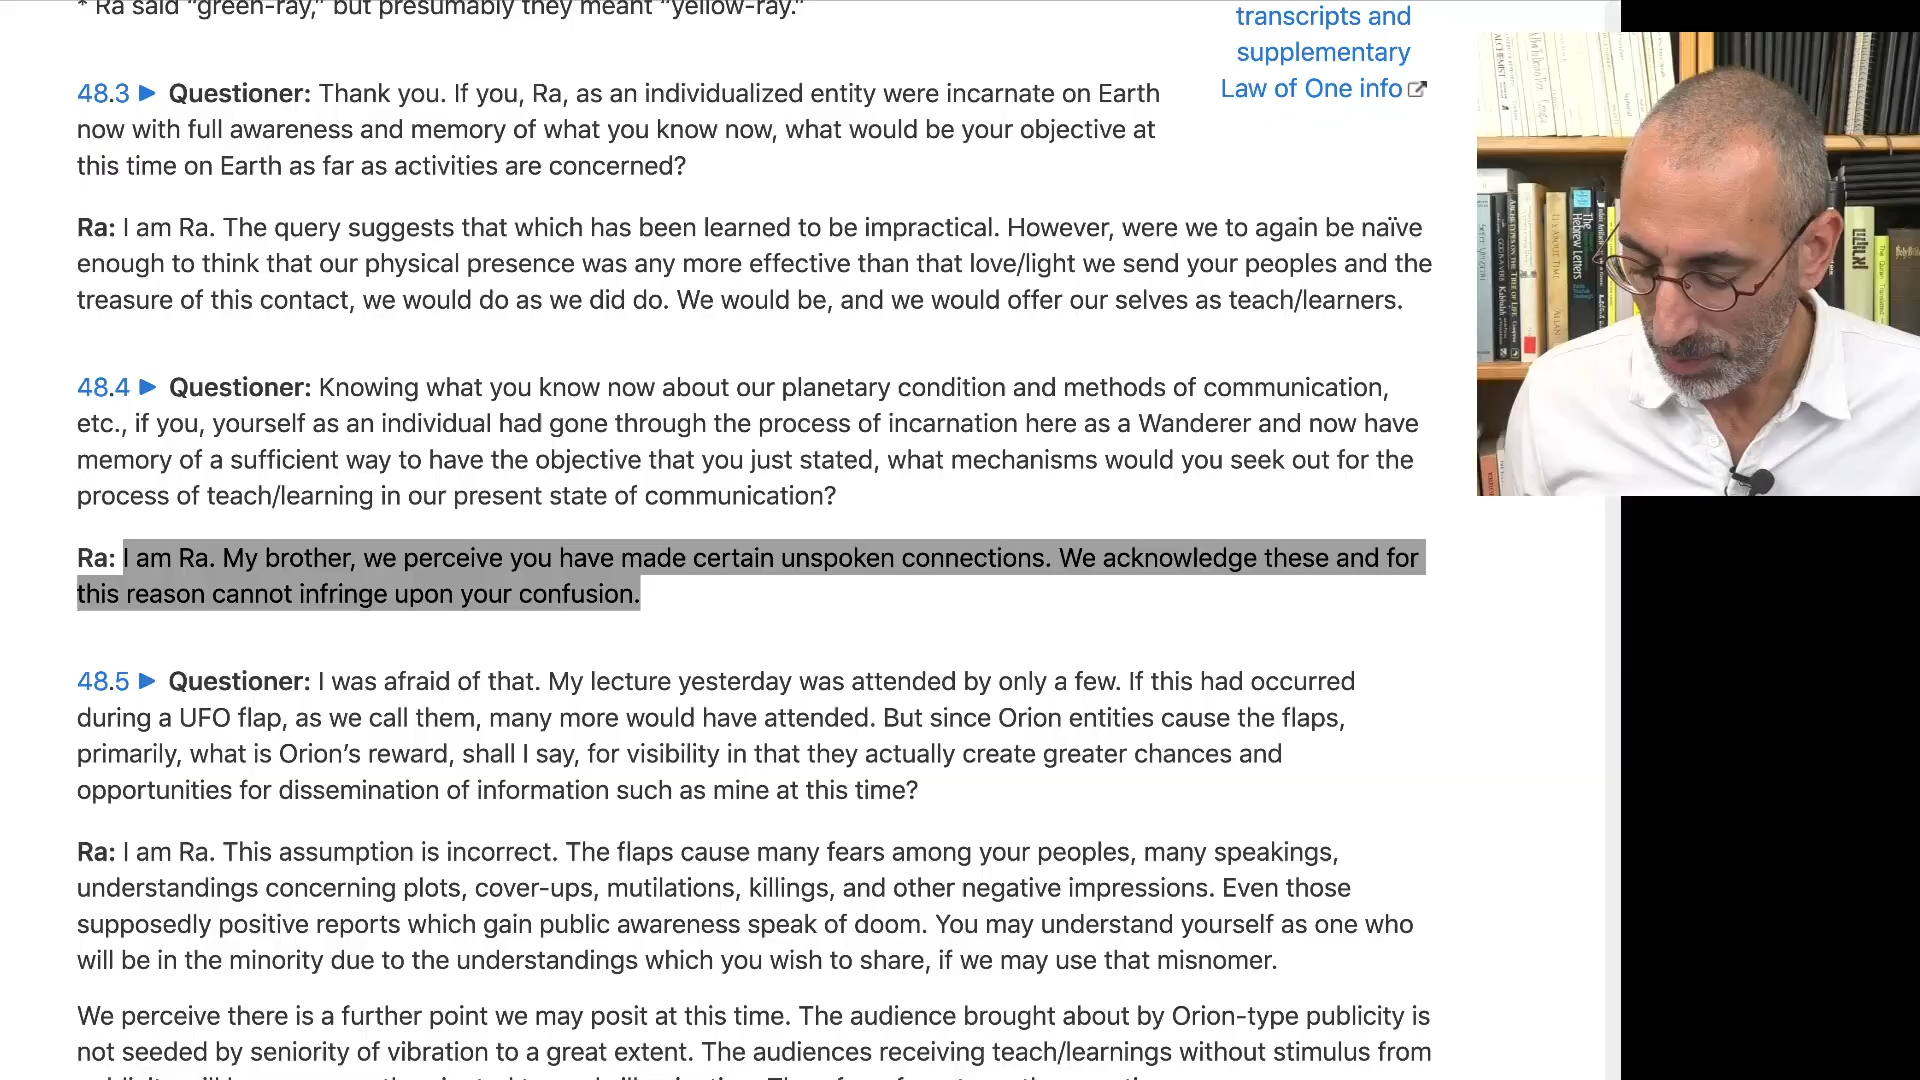 * Ra said "green-ray," but presumably they meant "yellow-ray."
transcripts and
supplementary
Law of One info
48.3 ► Questioner: Thank you. If you, Ra, as an individualized entity were incarnate on Earth
now with full awareness and memory of what you know now, what would be your objective at
this time on Earth as far as activities are concerned?
Ra: I am Ra. The query suggests that which has been learned to be impractical. However, were we to again be naïve
enough to think that our physical presence was any more effective than that love/light we send your peoples and the
treasure of this contact, we would do as we did do. We would be, and we would offer our selves as teach/learners.
48.4 ► Questioner: Knowing what you know now about our planetary condition and methods of communication,
etc., if you, yourself as an individual had gone through the process of incarnation here as a Wanderer and now have
memory of a sufficient way to have the objective that you just stated, what mechanisms would you seek out for the
process of teach/learning in our present state of communication?
Ra: I am Ra. My brother, we perceive you have made certain unspoken connections. We acknowledge these and for
this reason cannot infringe upon your confusion.
48.5 ► Questioner: I was afraid of that. My lecture yesterday was attended by only a few. If this had occurred
during a UFO flap, as we call them, many more would have attended. But since Orion entities cause the flaps,
primarily, what is Orion's reward, shall I say, for visibility in that they actually create greater chances and
opportunities for dissemination of information such as mine at this time?
Ra: I am Ra. This assumption is incorrect. The flaps cause many fears among your peoples, many speakings,
understandings concerning plots, cover-ups, mutilations, killings, and other negative impressions. Even those
supposedly positive reports which gain public awareness speak of doom. You may understand yourself as one who
will be in the minority due to the understandings which you wish to share, if we may use that misnomer.
We perceive there is a further point we may posit at this time. The audience brought about by Orion-type publicity is
not seeded by seniority of vibration to a great extent. The audiences receiving teach/learnings without stimulus from
ALCHEMIST
The Hebrew Letters
IT'S ABOUT TIME